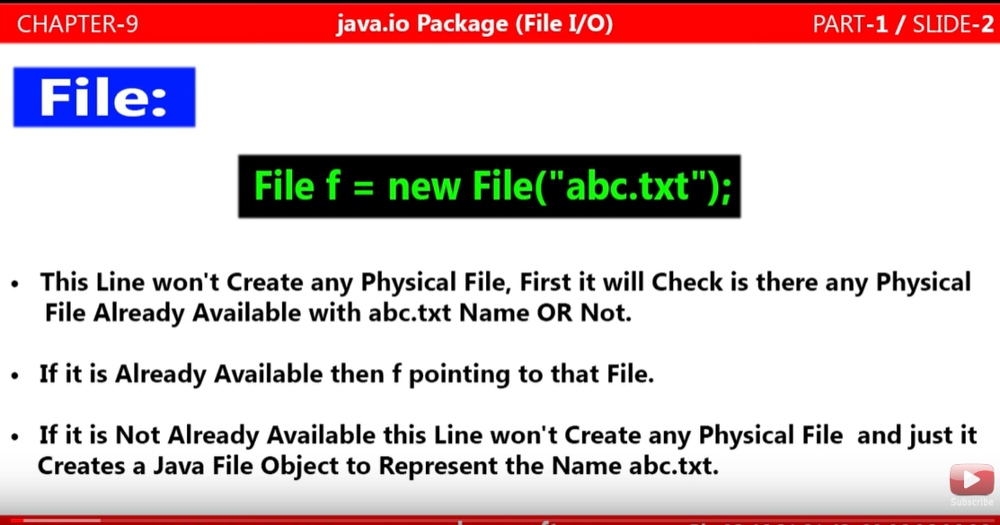 CHAPTER-9
java.io Package (File I/O)
PART-1 / SLIDE-2
File:
File f = new File("abc.txt");
• This Line won't Create any Physical File, First it will Check is there any Physical
File Already Available with abc.txt Name OR Not.
• If it is Already Available then f pointing to that File.
• If it is Not Already Available this Line won't Create any Physical File and just it
Creates a Java File Object to Represent the Name abc.txt.
Subscribe